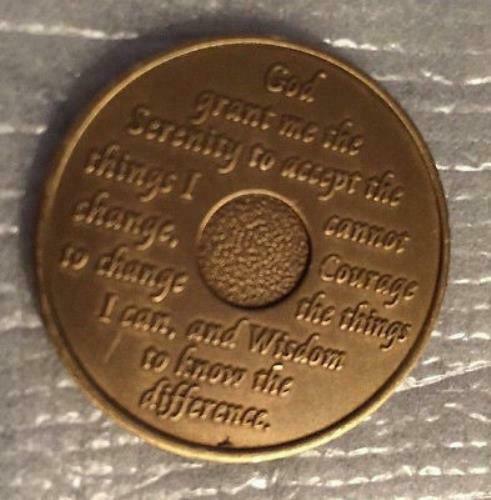 God
grant me the
Serenity to accept the
things I cannot
change, Courage
to change the things
I can, and Wisdom
to know the
difference.